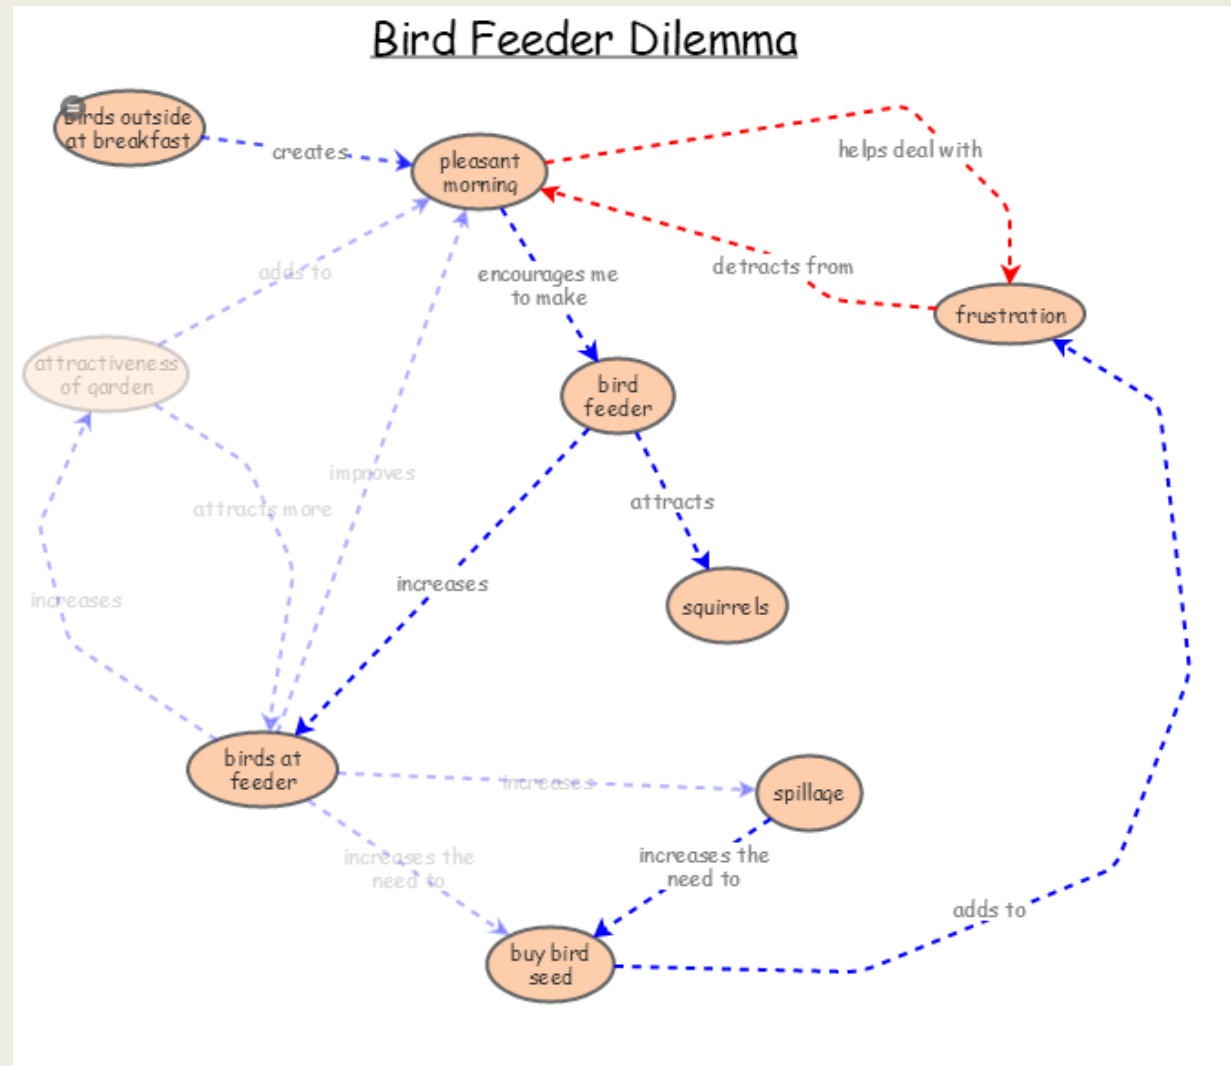 Bird Feeder Dilemma
birds outside
at breakfast
creates
pleasant
morning
helps deal with
adds to
encourages me
to make
detracts from
frustration
attractiveness
of garden
bird
feeder
improves
attracts more
attracts
increases
increases
squirrels
birds at
feeder
increases
spillage
increases the
need to
increases the
need to
adds to
buy bird
seed